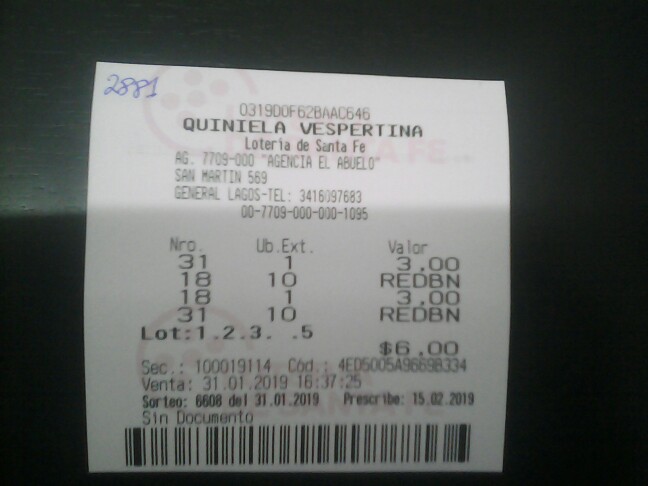 2881
0319D0F62BAAC646
QUINIELA VESPERTINA
Loteria de Santa Fe
AG. 7709-000 "AGENCIA EL ABUELO"
SAN MARTIN 569
GENERAL LAGOS-TEL: 3416097683
00-7709-000-000-1095
Nro. Ub.Ext. Valor
31 1 3,00
18 10 REDBN
18 1 3,00
31 10 REDBN
Lot:1.2.3. .5
$6,00
Sec.: 100019114 Cód.: 4ED5005A9669B334
Venta: 31.01.2019 16:37:25
Sorteo: 6608 del 31.01.2019 Prescribe: 15.02.2019
Sin Documento